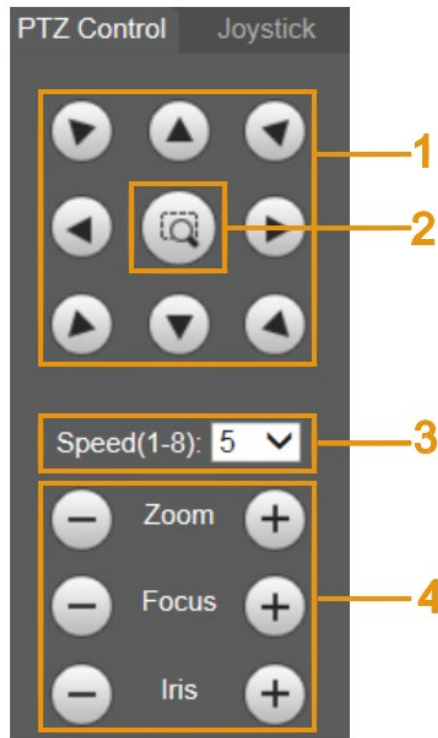 PTZ Control Joystick
1
2
Speed(1-8): 5
3
Zoom
Focus
4
Iris